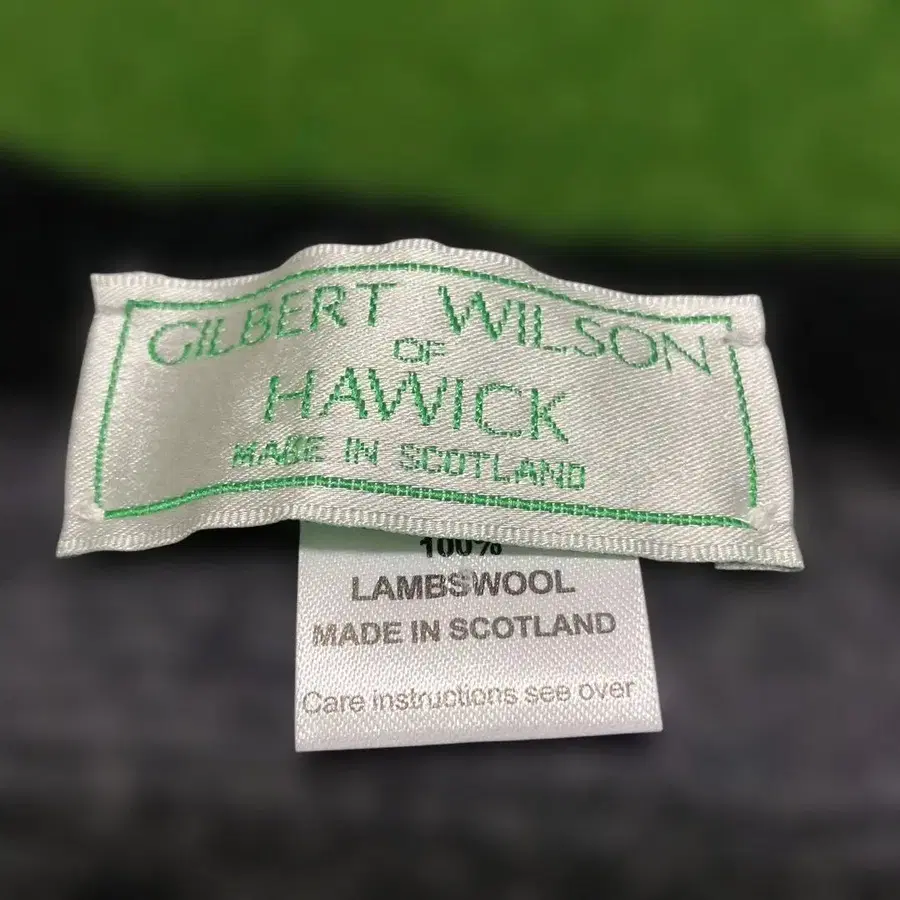 GILBERT WILSON
OF
HAWICK
MADE IN SCOTLAND
100%
LAMBSWOOL
MADE IN SCOTLAND
Care instructions see over